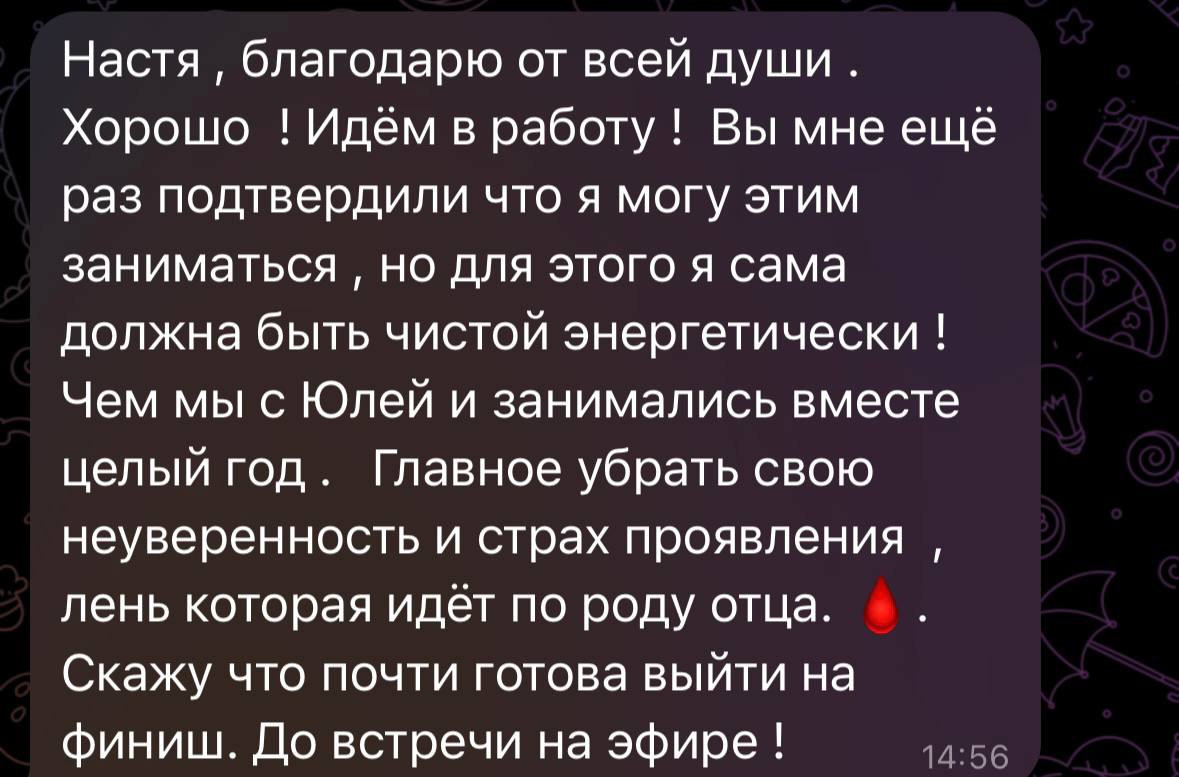 Настя , благодарю от всей души .
Хорошо  ! Идём в работу !  Вы мне ещё
раз подтвердили что я могу этим
заниматься , но для этого я сама
должна быть чистой энергетически !
Чем мы с Юлей и занимались вместе
целый год .   Главное убрать свою
неуверенность и страх проявления  ,
лень которая идёт по роду отца. 🩸 .
Скажу что почти готова выйти на
финиш. До встречи на эфире !
14:56